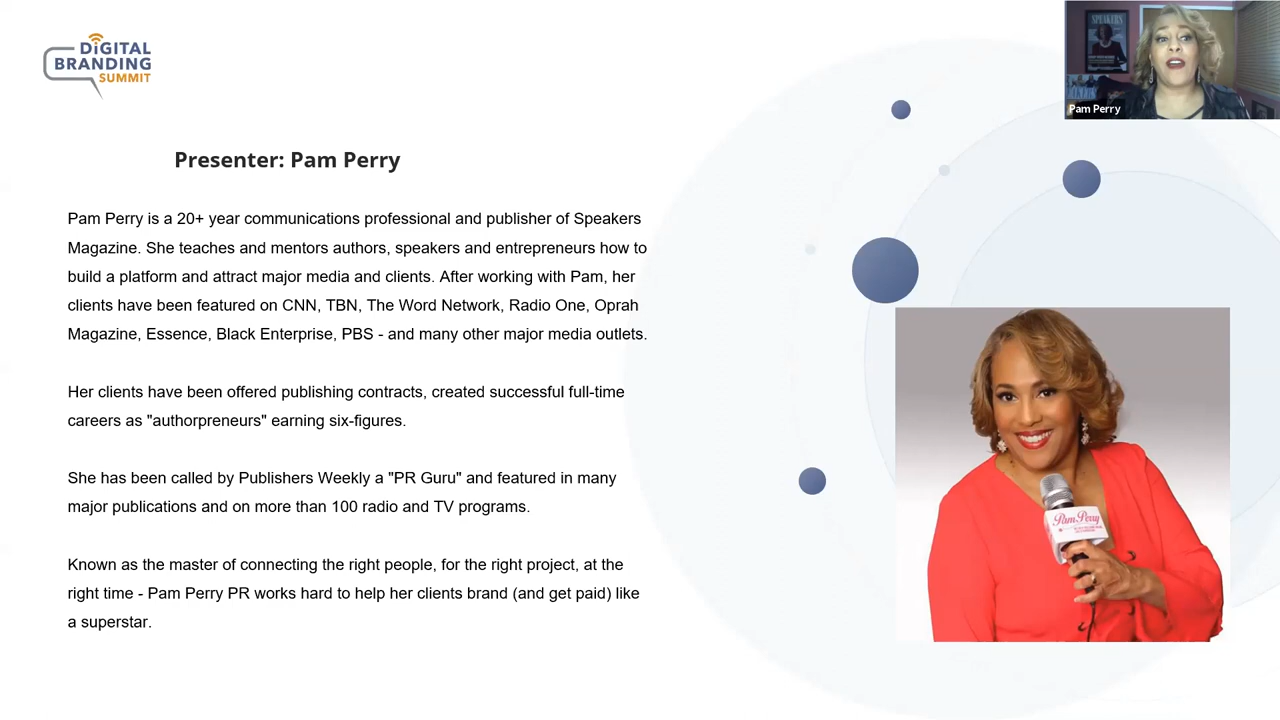 DiGITAL
BRANDING
SUMMIT
SPEAKERS
Pam Perry
Presenter: Pam Perry
Pam Perry is a 20+ year communications professional and publisher of Speakers
Magazine. She teaches and mentors authors, speakers and entrepreneurs how to
build a platform and attract major media and clients. After working with Pam, her
clients have been featured on CNN, TBN, The Word Network, Radio One, Oprah
Magazine, Essence, Black Enterprise, PBS - and many other major media outlets.
Her clients have been offered publishing contracts, created successful full-time
careers as "authorpreneurs" earning six-figures.
She has been called by Publishers Weekly a "PR Guru" and featured in many
major publications and on more than 100 radio and TV programs.
Known as the master of connecting the right people, for the right project, at the
right time - Pam Perry PR works hard to help her clients brand (and get paid) like
a superstar.
Pam Perry